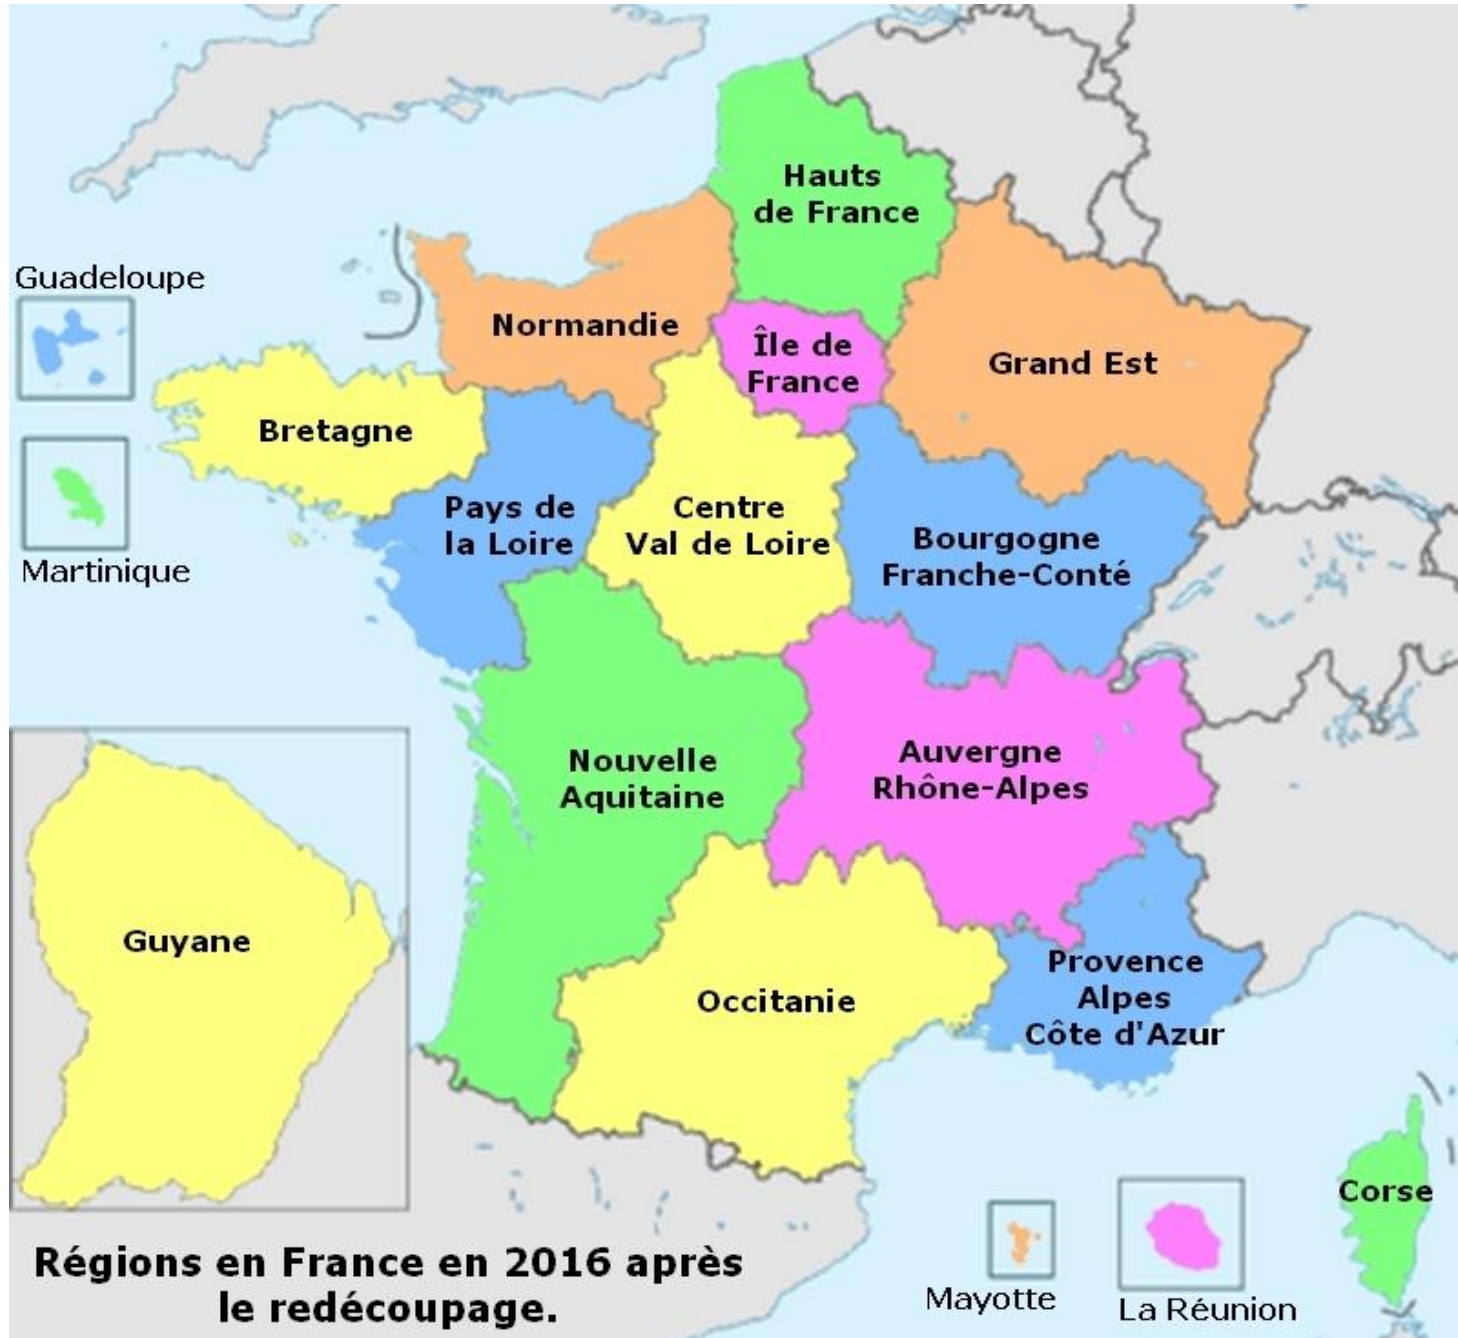 Hauts
de France
Guadeloupe
Normandie
Île de
France
Grand Est
Bretagne
Martinique
Pays de
la Loire
Centre
Val de Loire
Bourgogne
Franche-Conté
Nouvelle
Aquitaine
Auvergne
Rhône-Alpes
Guyane
Occitanie
Provence
Alpes
Côte d'Azur
Corse
Mayotte
La Réunion
Régions en France en 2016 après
le redécoupage.